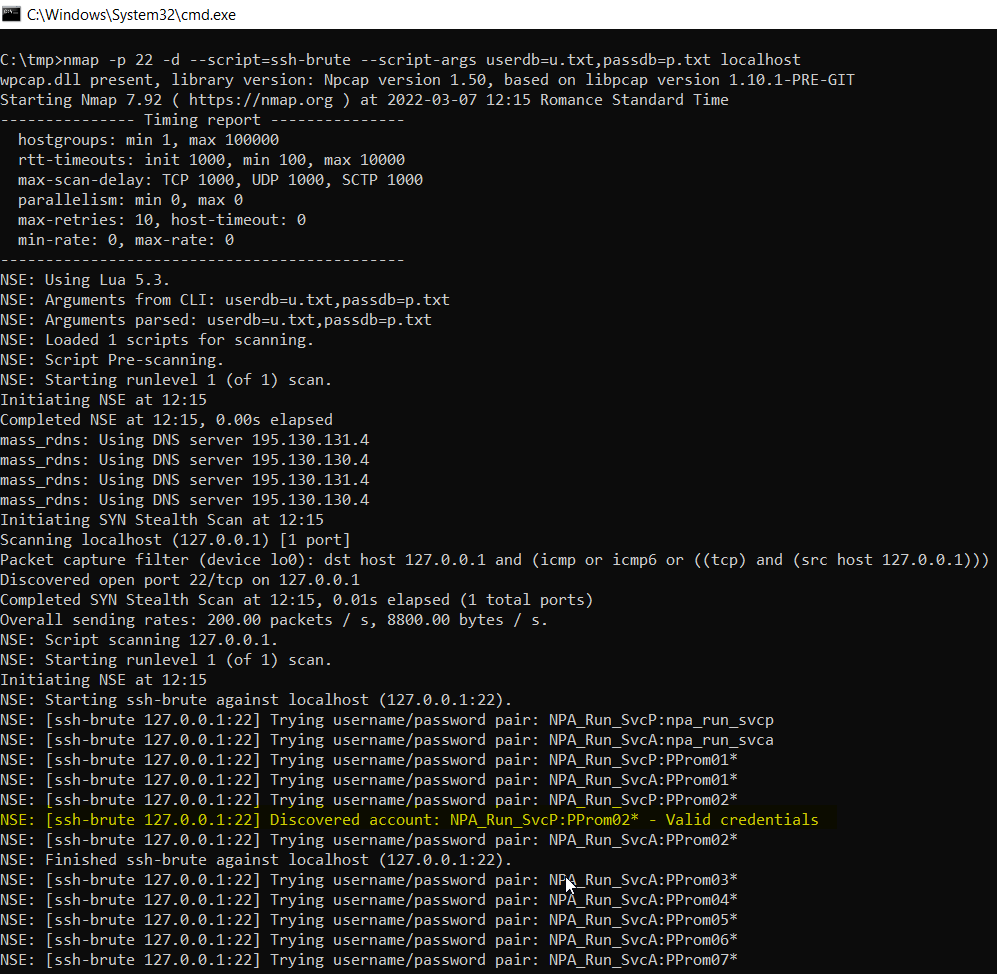 C:\Windows\System32\cmd.exe
C:\tmp>nmap -p 22 -d --script=ssh-brute --script-args userdb=u.txt,passdb=p.txt localhost
wpcap.dll present, library version: Npcap version 1.50, based on libpcap version 1.10.1-PRE-GIT
Starting Nmap 7.92 ( https://nmap.org ) at 2022-03-07 12:15 Romance Standard Time
--------------- Timing report ---------------
  hostgroups: min 1, max 100000
  rtt-timeouts: init 1000, min 100, max 10000
  max-scan-delay: TCP 1000, UDP 1000, SCTP 1000
  parallelism: min 0, max 0
  max-retries: 10, host-timeout: 0
  min-rate: 0, max-rate: 0
---------------------------------------------
NSE: Using Lua 5.3.
NSE: Arguments from CLI: userdb=u.txt,passdb=p.txt
NSE: Arguments parsed: userdb=u.txt,passdb=p.txt
NSE: Loaded 1 scripts for scanning.
NSE: Script Pre-scanning.
NSE: Starting runlevel 1 (of 1) scan.
Initiating NSE at 12:15
Completed NSE at 12:15, 0.00s elapsed
mass_rdns: Using DNS server 195.130.131.4
mass_rdns: Using DNS server 195.130.130.4
mass_rdns: Using DNS server 195.130.131.4
mass_rdns: Using DNS server 195.130.130.4
Initiating SYN Stealth Scan at 12:15
Scanning localhost (127.0.0.1) [1 port]
Packet capture filter (device lo0): dst host 127.0.0.1 and (icmp or icmp6 or ((tcp) and (src host 127.0.0.1)))
Discovered open port 22/tcp on 127.0.0.1
Completed SYN Stealth Scan at 12:15, 0.01s elapsed (1 total ports)
Overall sending rates: 200.00 packets / s, 8800.00 bytes / s.
NSE: Script scanning 127.0.0.1.
NSE: Starting runlevel 1 (of 1) scan.
Initiating NSE at 12:15
NSE: Starting ssh-brute against localhost (127.0.0.1:22).
NSE: [ssh-brute 127.0.0.1:22] Trying username/password pair: NPA_Run_SvcP:npa_run_svcp
NSE: [ssh-brute 127.0.0.1:22] Trying username/password pair: NPA_Run_SvcA:npa_run_svca
NSE: [ssh-brute 127.0.0.1:22] Trying username/password pair: NPA_Run_SvcP:PProm01*
NSE: [ssh-brute 127.0.0.1:22] Trying username/password pair: NPA_Run_SvcA:PProm01*
NSE: [ssh-brute 127.0.0.1:22] Trying username/password pair: NPA_Run_SvcP:PProm02*
NSE: [ssh-brute 127.0.0.1:22] Discovered account: NPA_Run_SvcP:PProm02* - Valid credentials
NSE: [ssh-brute 127.0.0.1:22] Trying username/password pair: NPA_Run_SvcA:PProm02*
NSE: Finished ssh-brute against localhost (127.0.0.1:22).
NSE: [ssh-brute 127.0.0.1:22] Trying username/password pair: NPA_Run_SvcA:PProm03*
NSE: [ssh-brute 127.0.0.1:22] Trying username/password pair: NPA_Run_SvcA:PProm04*
NSE: [ssh-brute 127.0.0.1:22] Trying username/password pair: NPA_Run_SvcA:PProm05*
NSE: [ssh-brute 127.0.0.1:22] Trying username/password pair: NPA_Run_SvcA:PProm06*
NSE: [ssh-brute 127.0.0.1:22] Trying username/password pair: NPA_Run_SvcA:PProm07*